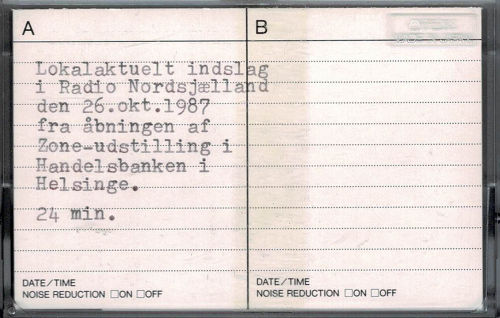 A
B
Lokalaktuelt indslag
i Radio Nordsjælland
den 26.okt.1987
fra åbningen af
Zone-udstilling i
Handelsbanken i
Helsinge.
24 min.
DATE/TIME
NOISE REDUCTION □ON □OFF
DATE/TIME
NOISE REDUCTION □ON □OFF